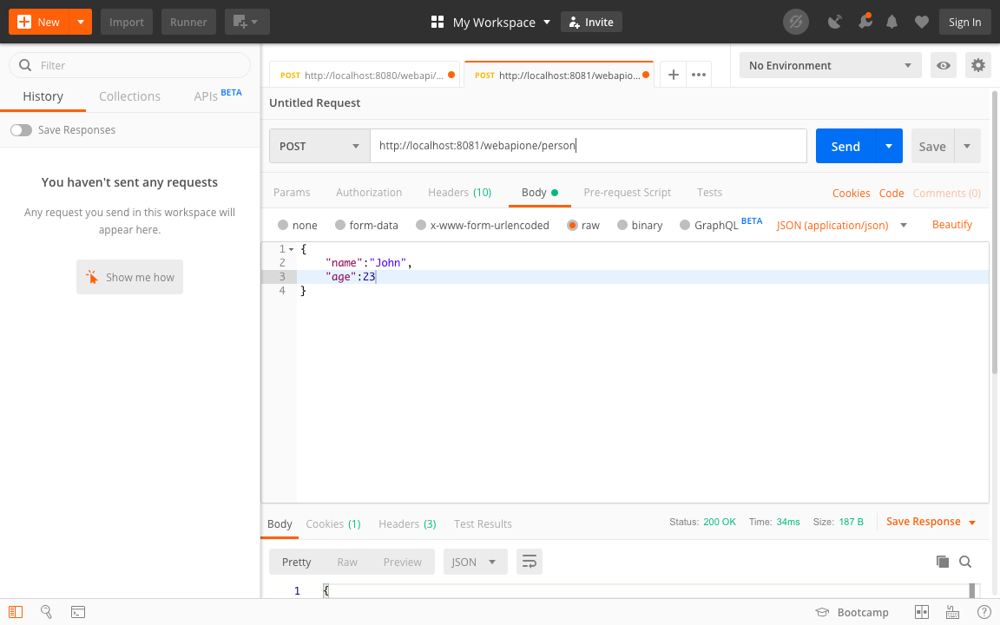 New
Import
Runner
My Workspace
Invite
Sign In
Filter
History
Collections
APIs BETA
Save Responses
You haven't sent any requests
Any request you send in this workspace will
appear here.
Show me how
POST http://localhost:8080/webapi/...
POST http://localhost:8081/webapio...
No Environment
Untitled Request
POST
http://localhost:8081/webapione/person
Send
Save
Params
Authorization
Headers (10)
Body
Pre-request Script
Tests
Cookies
Code
Comments (0)
none
form-data
x-www-form-urlencoded
raw
binary
GraphQL BETA
JSON (application/json)
Beautify
1 {
2 "name":"John",
3 "age":23
4 }
Body
Cookies (1)
Headers (3)
Test Results
Status: 200 OK
Time: 34ms
Size: 187 B
Save Response
Pretty
Raw
Preview
JSON
1 {
Bootcamp